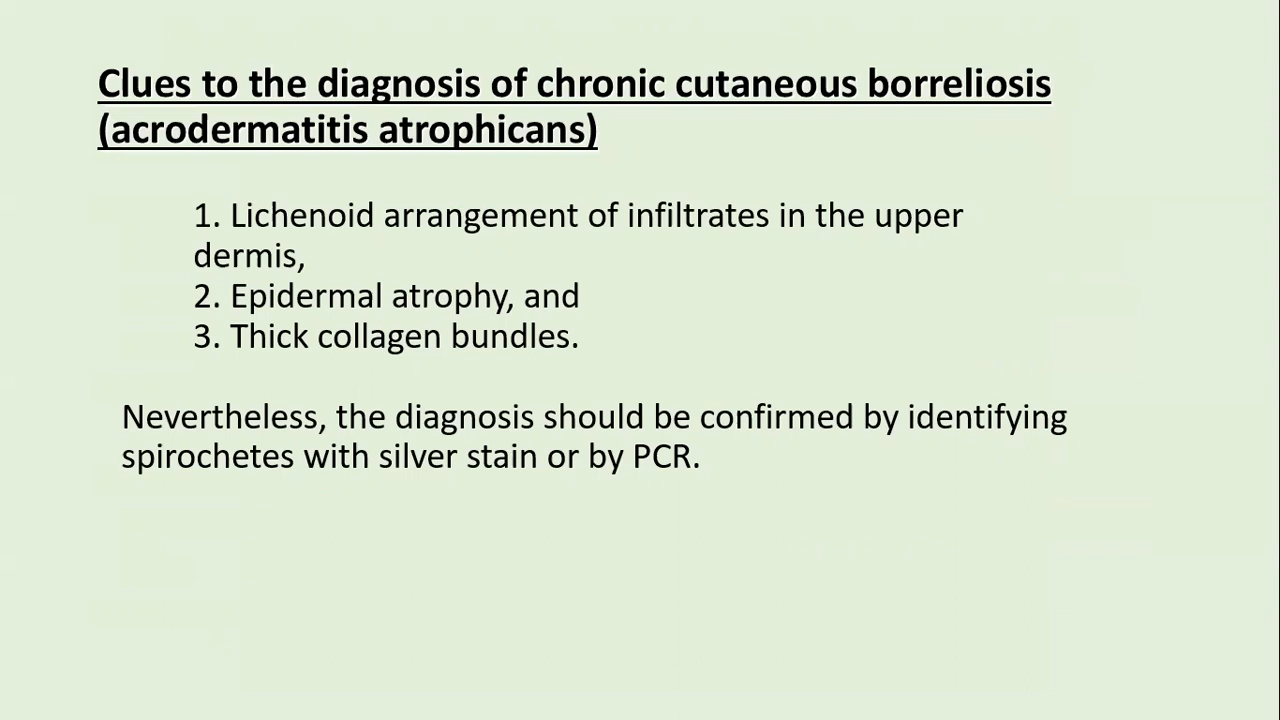 Clues to the diagnosis of chronic cutaneous borreliosis
(acrodermatitis atrophicans)
1. Lichenoid arrangement of infiltrates in the upper
dermis,
2. Epidermal atrophy, and
3. Thick collagen bundles.
Nevertheless, the diagnosis should be confirmed by identifying
spirochetes with silver stain or by PCR.